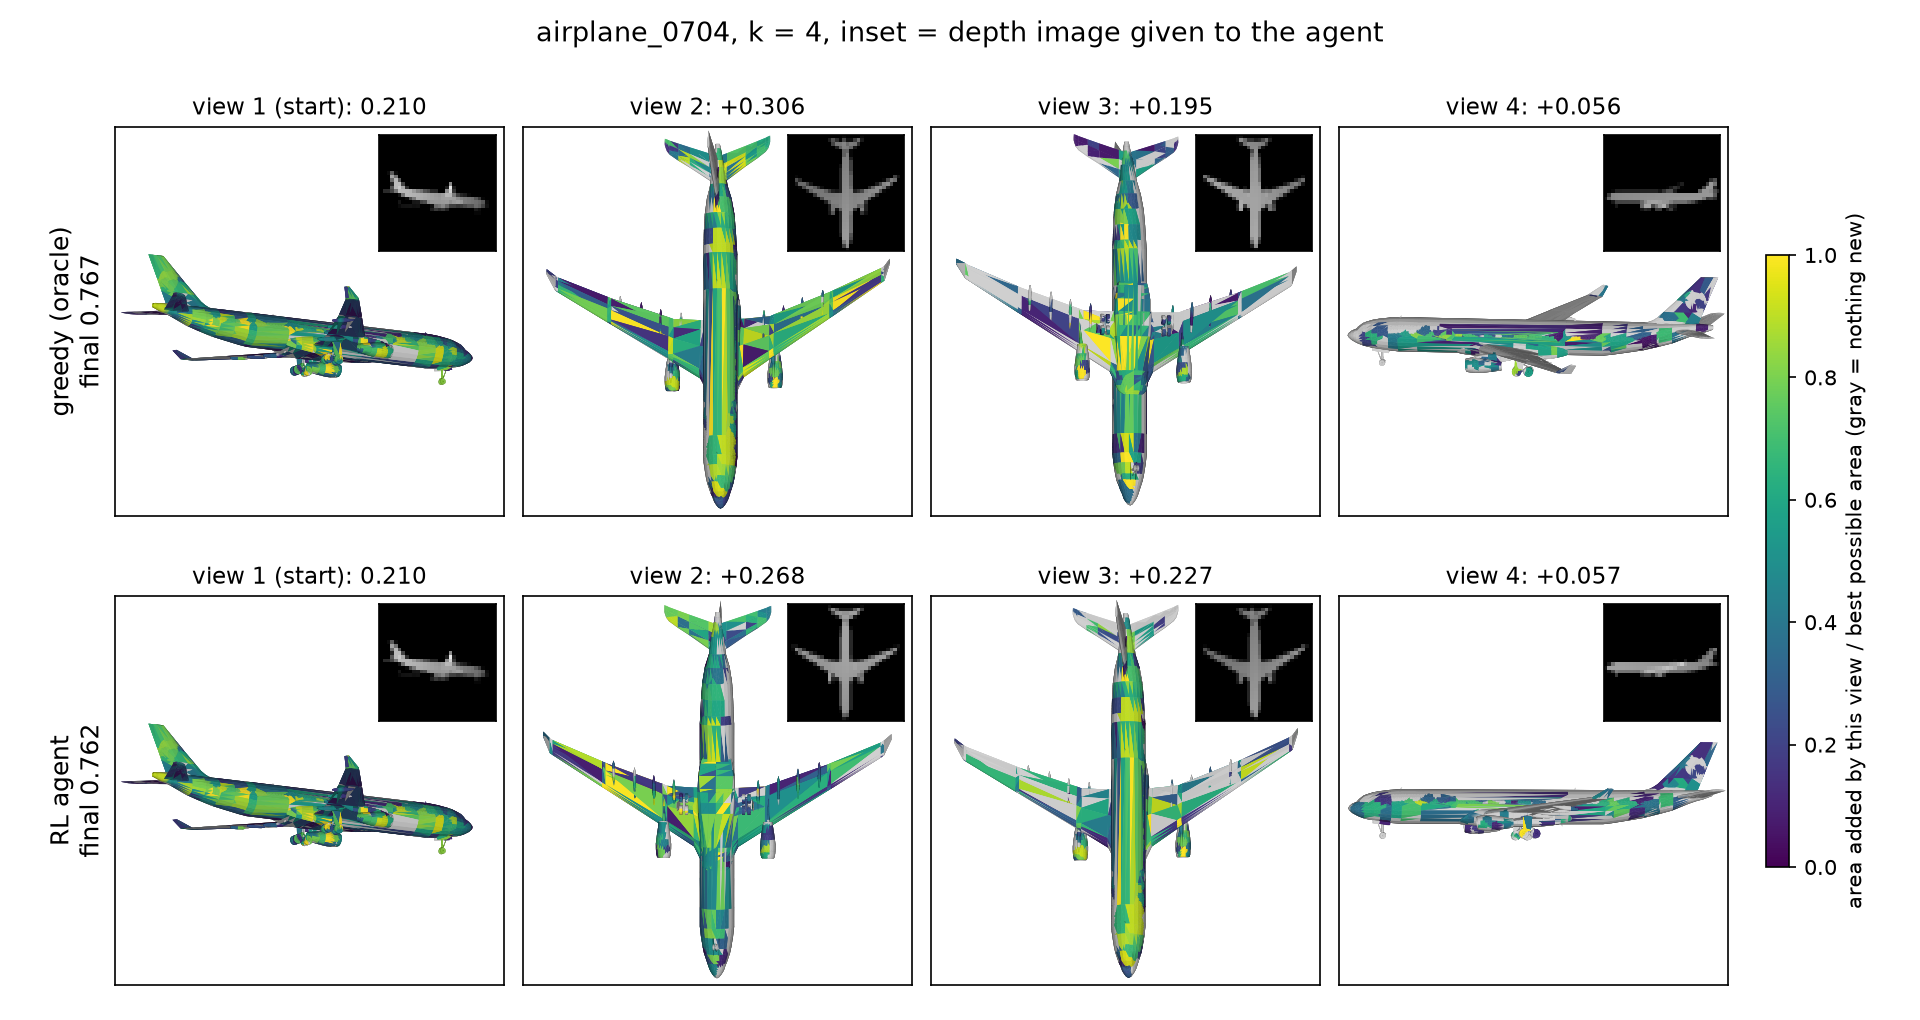 airplane_0704, k = 4, inset = depth image given to the agent
view 1 (start): 0.210
view 2: +0.306
view 3: +0.195
view 4: +0.056
greedy (oracle)
final 0.767
view 1 (start): 0.210
view 2: +0.268
view 3: +0.227
view 4: +0.057
RL agent
final 0.762
1.0
0.8
0.6
0.4
0.2
0.0
area added by this view / best possible area (gray = nothing new)